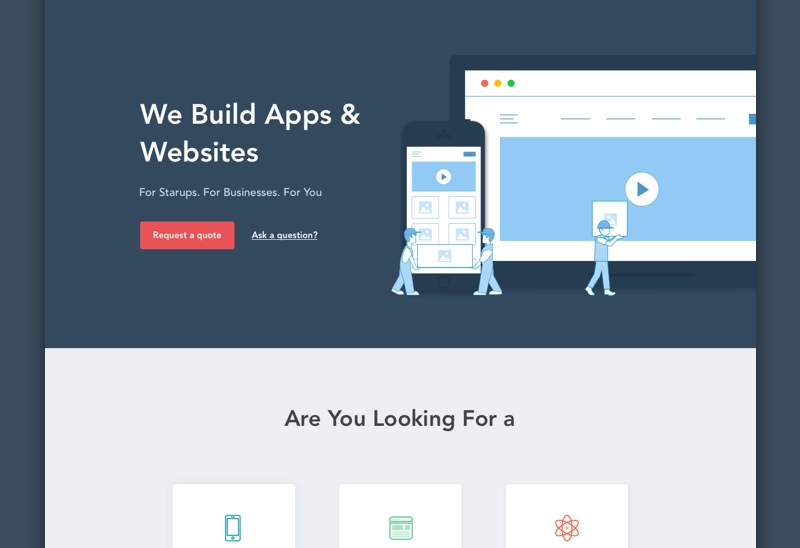 We Build Apps &
Websites
For Starups. For Businesses. For You
Request a quote
Ask a question?
Are You Looking For a